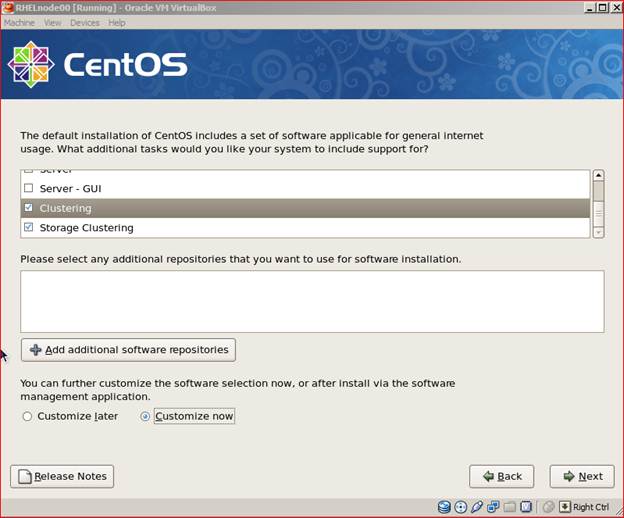 RHELnode00 [Running] - Oracle VM VirtualBox
Machine View Devices Help
CentOS
The default installation of CentOS includes a set of software applicable for general internet
usage. What additional tasks would you like your system to include support for?
Server
Server - GUI
Clustering
Storage Clustering
Please select any additional repositories that you want to use for software installation.
Add additional software repositories
You can further customize the software selection now, or after install via the software
management application.
Customize later Customize now
Release Notes Back Next
Right Ctrl